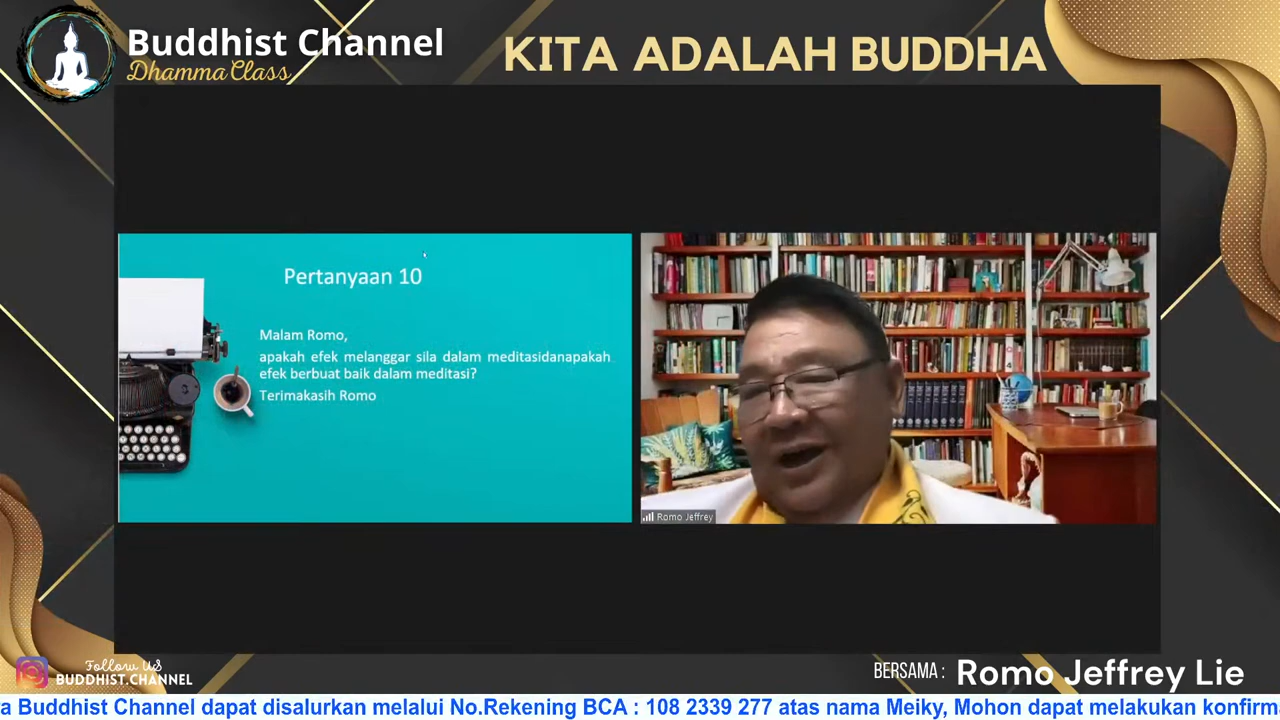 Buddhist Channel
Dhamma Class
KITA ADALAH BUDDHA
Pertanyaan 10
Malam Romo,
apakah efek melanggar sila dalam meditasidanapakah
efek berbuat baik dalam meditasi?
Terimakasih Romo
Romo Jeffrey
Follow US
BUDDHIST.CHANNEL
BERSAMA : Romo Jeffrey Lie
a Buddhist Channel dapat disalurkan melalui No.Rekening BCA : 108 2339 277 atas nama Meiky, Mohon dapat melakukan konfirm